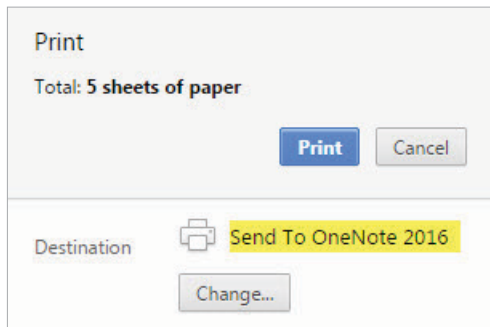 Print
Total: 5 sheets of paper
Print Cancel
Destination Send To OneNote 2016
Change...